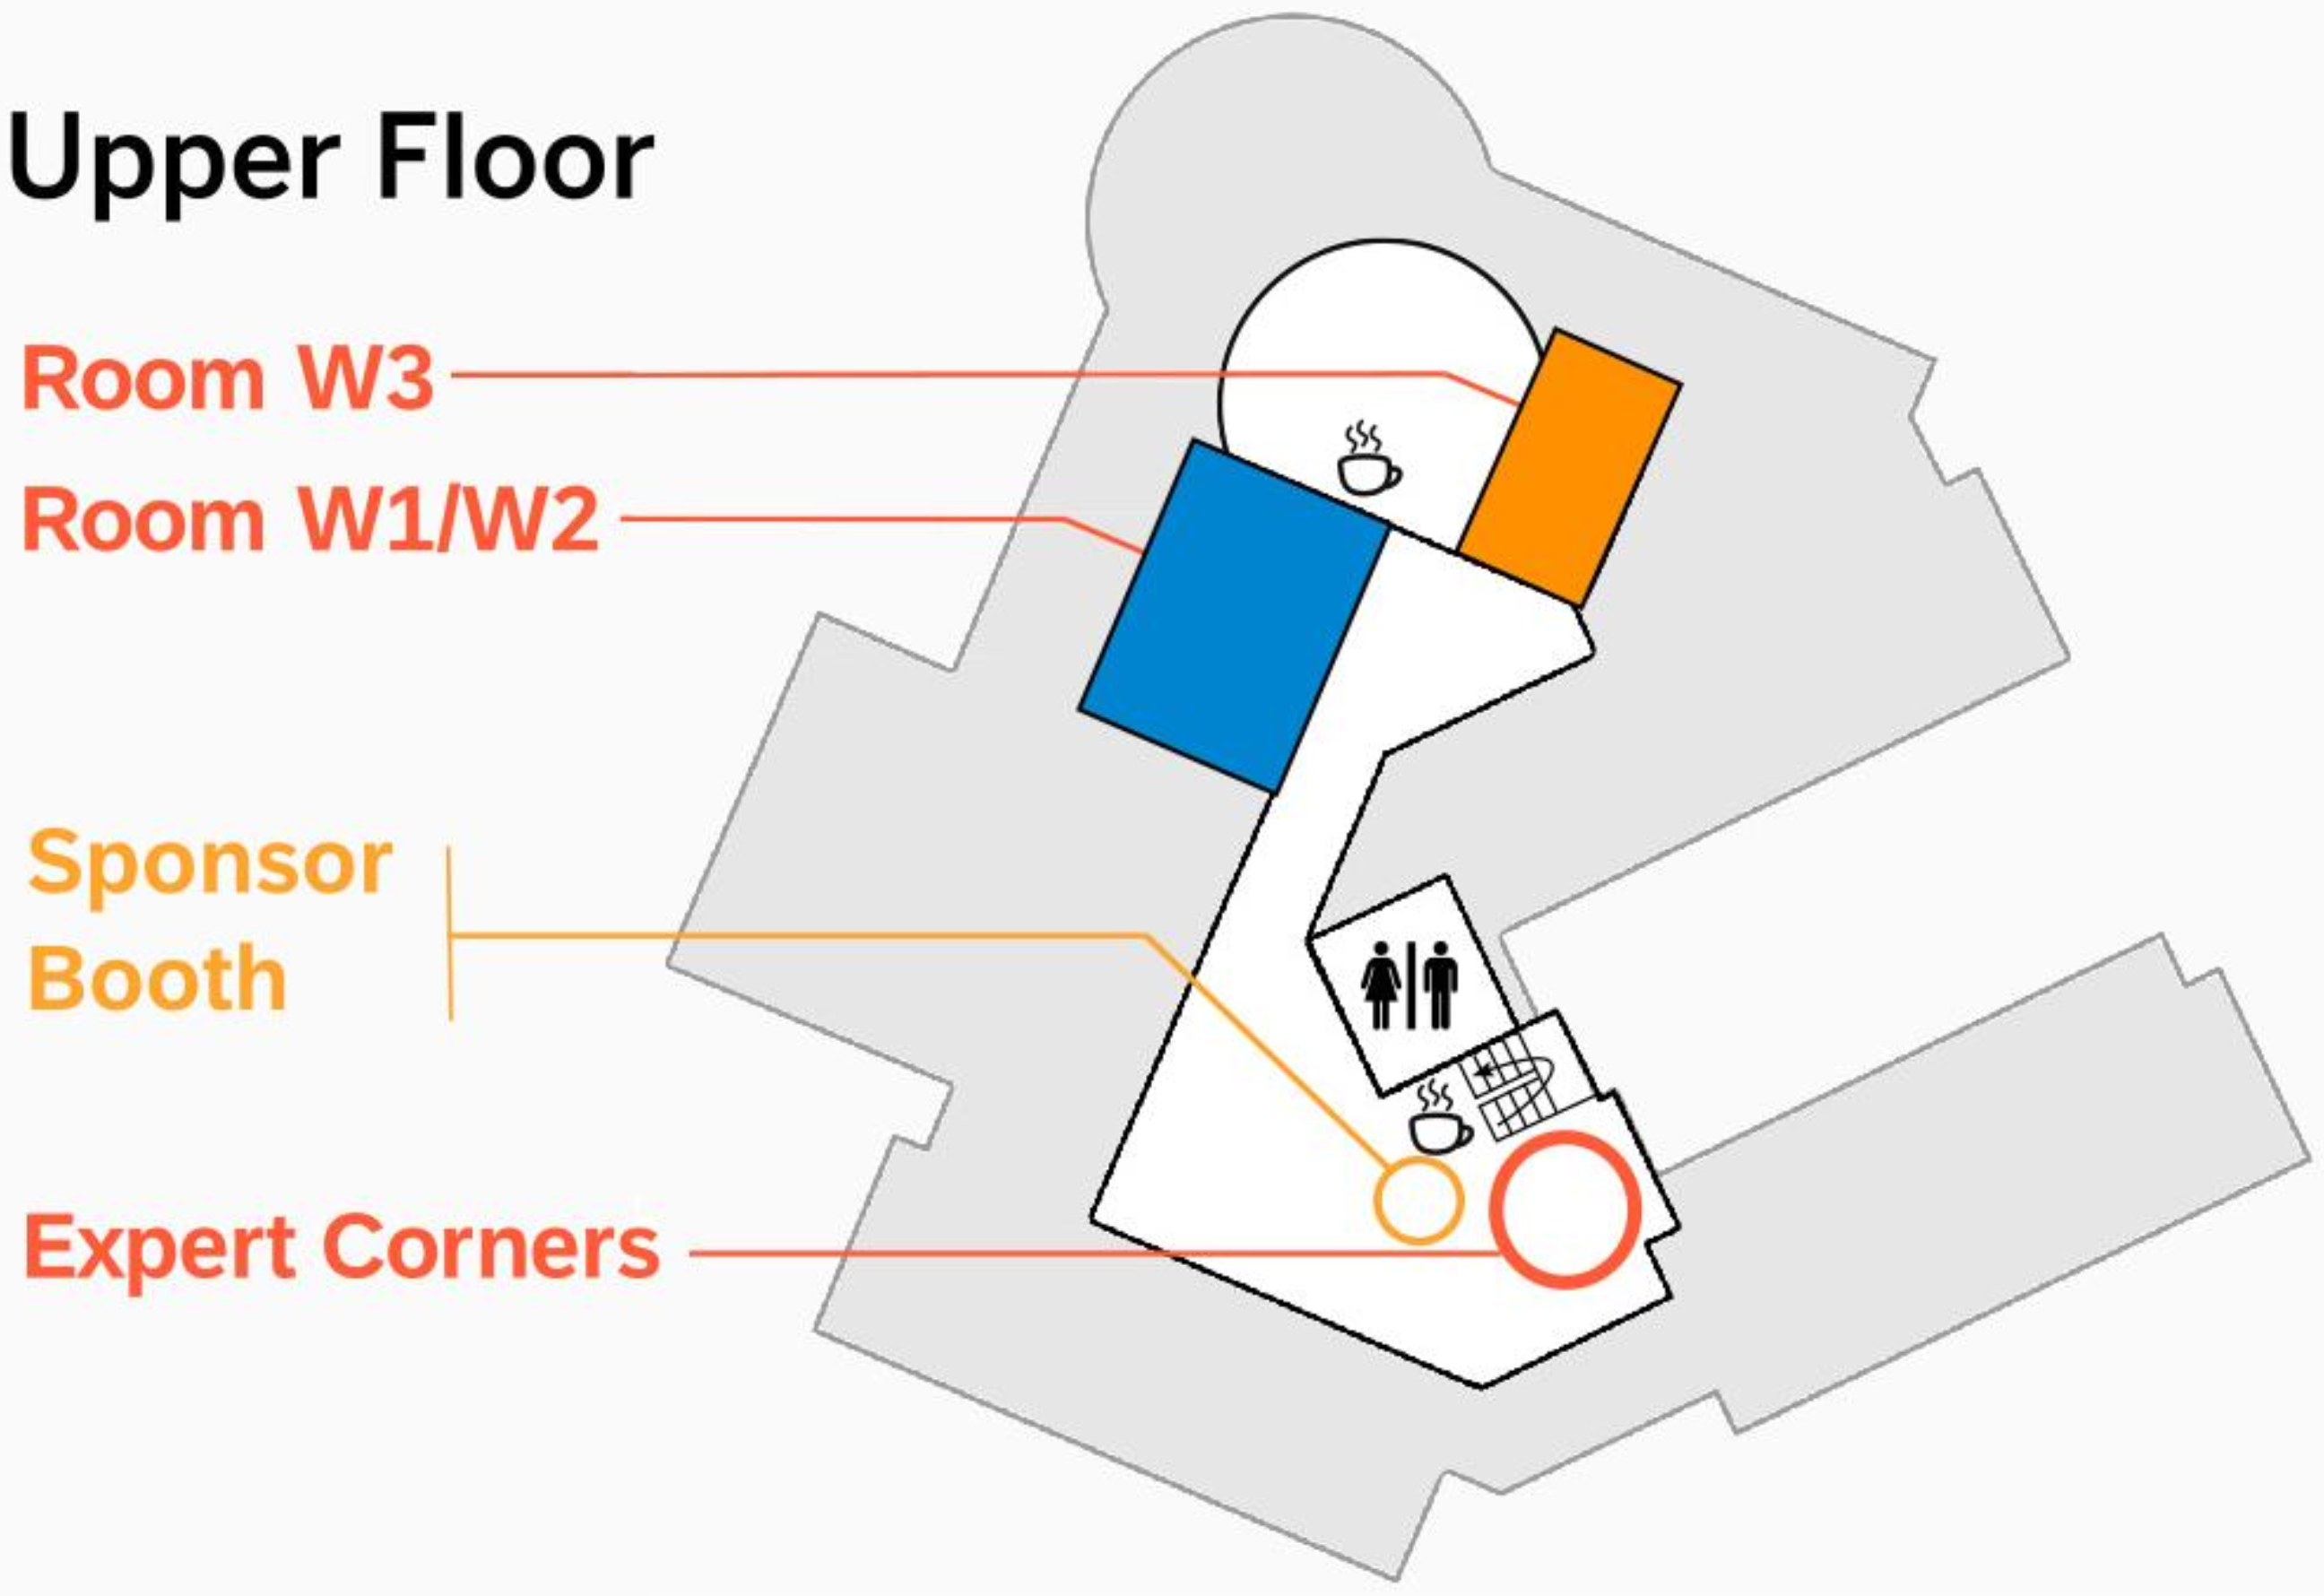 Upper Floor
Room W3
Room W1/W2
Sponsor
Booth
Expert Corners